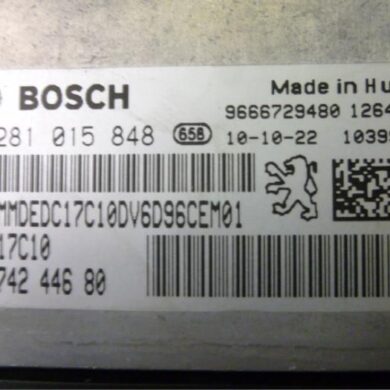 BOSCH
Made in Hu
9666729480 1264
281 015 848 658 10-10-22 1039
MMDEDC17C10DV6D96CEM01
17C10
742 446 80